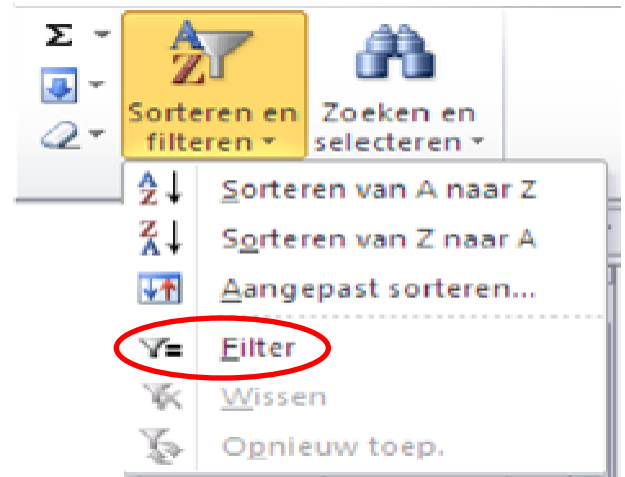 Σ
Sorteren en
filteren
Zoeken en
selecteren
Sorteren van A naar Z
Sorteren van Z naar A
Aangepast sorteren...
Filter
Wissen
Opnieuw toep.